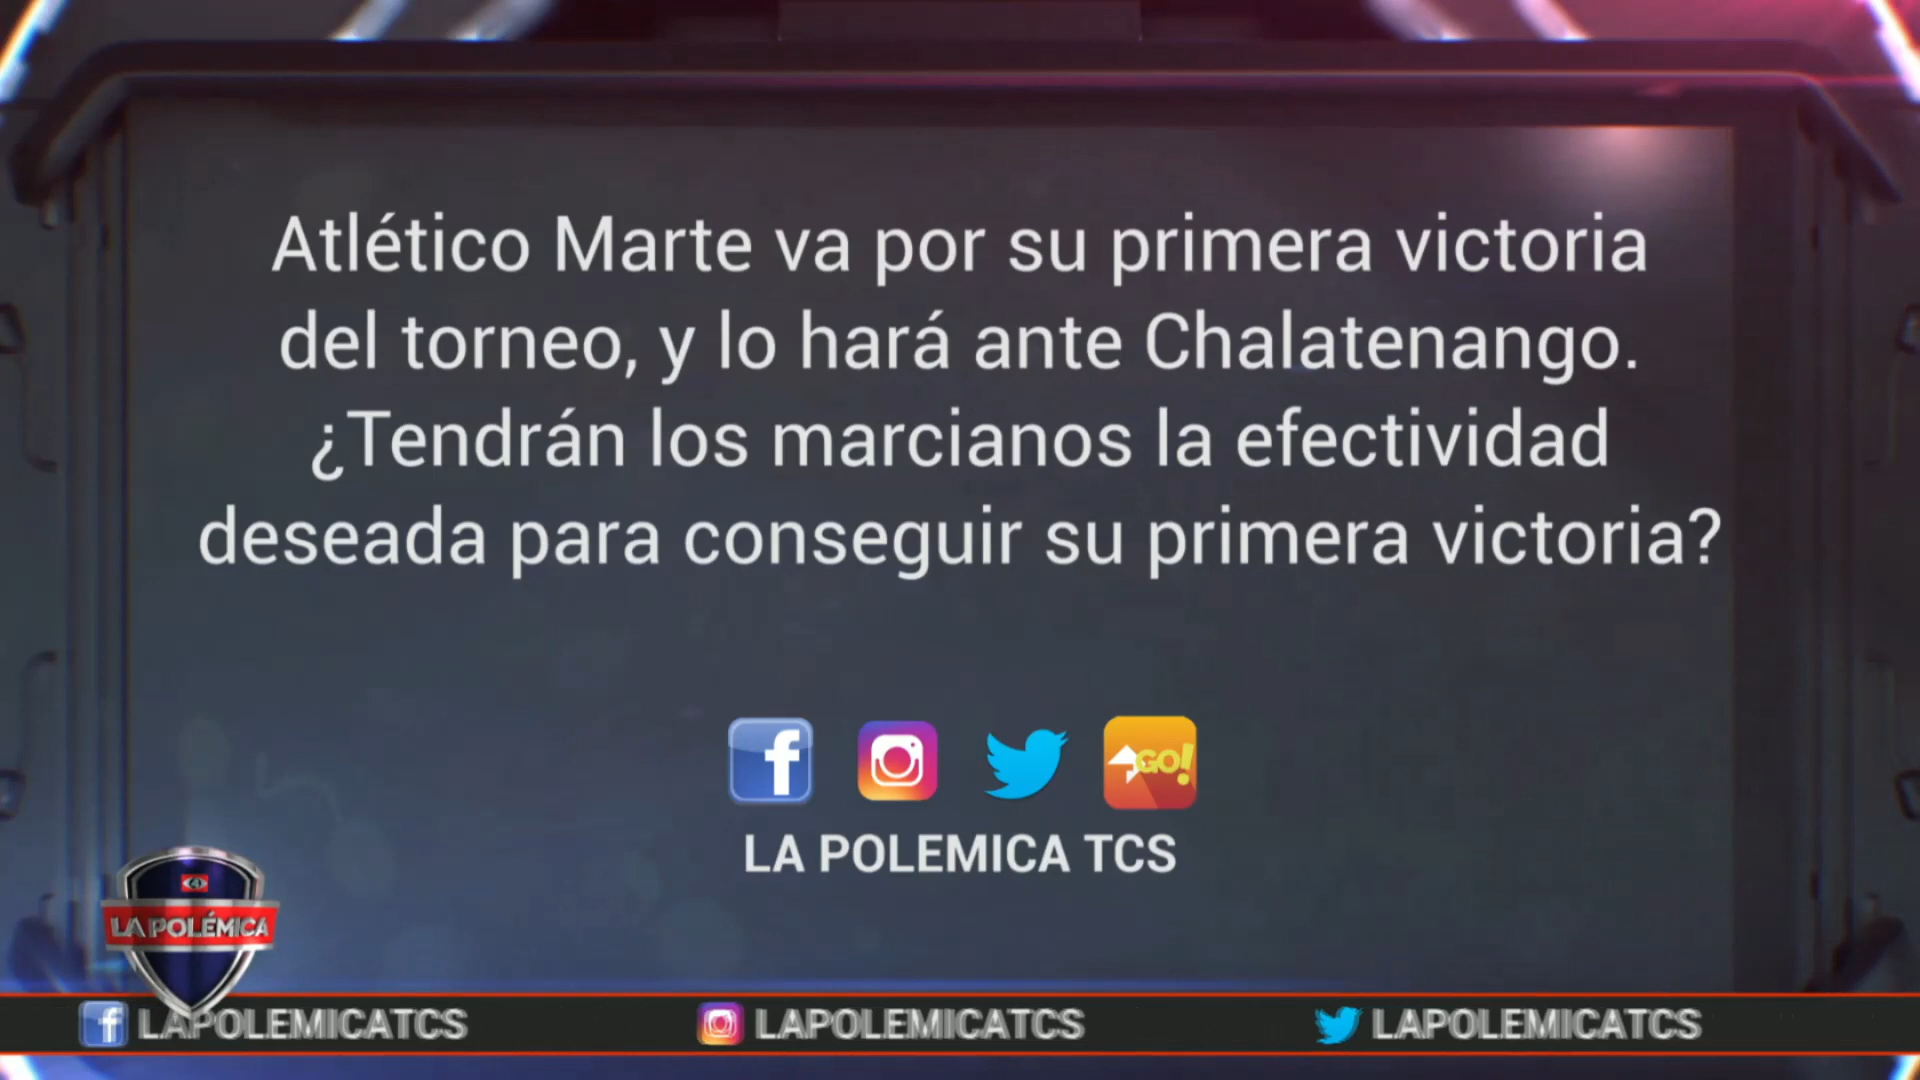 Atlético Marte va por su primera victoria
del torneo, y lo hará ante Chalatenango.
¿Tendrán los marcianos la efectividad
deseada para conseguir su primera victoria?
GO!
LA POLEMICA TCS
4
LA POLÉMICA
LAPOLEMICATCS LAPOLEMICATCS LAPOLEMICATCS